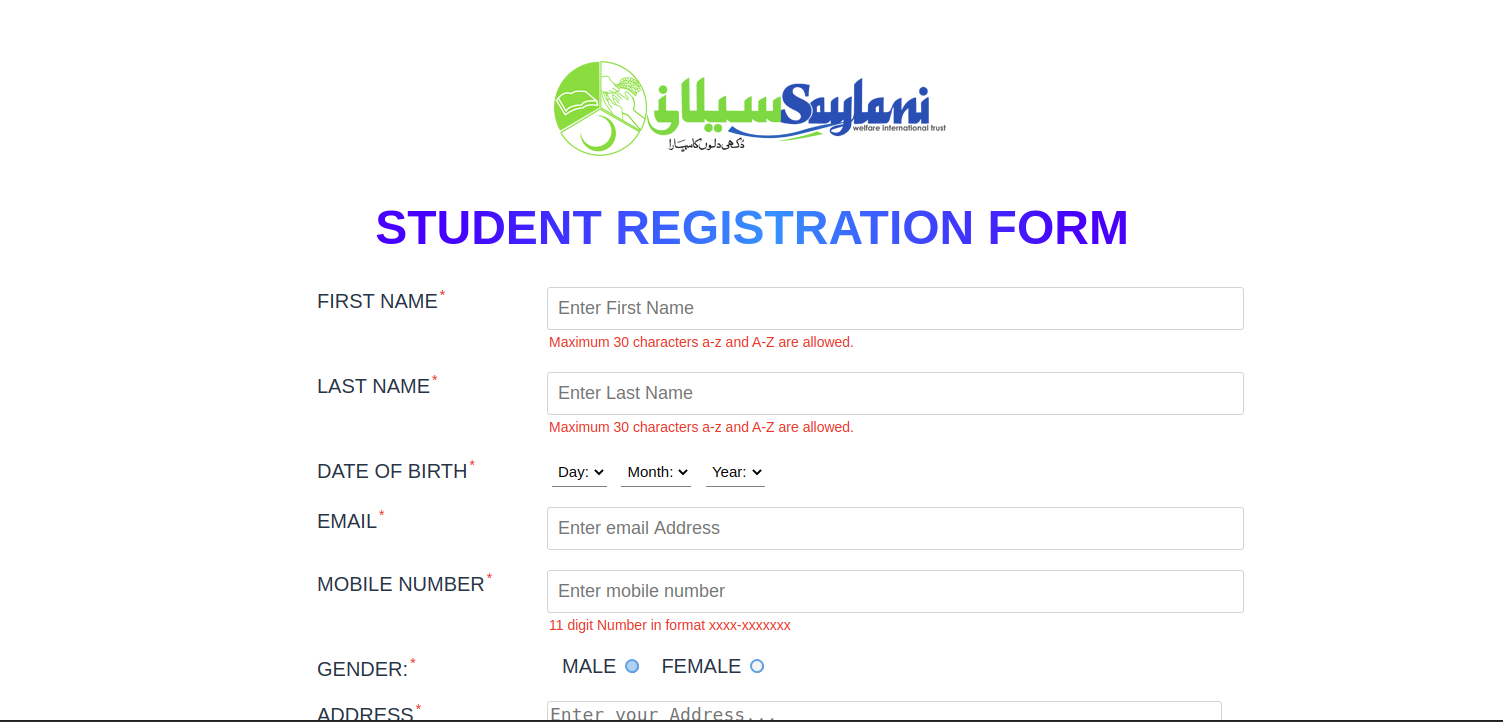 سیلانی Saylani
welfare international trust
دُکھی دلوں کا سہارا
STUDENT REGISTRATION FORM
FIRST NAME*
Enter First Name
Maximum 30 characters a-z and A-Z are allowed.
LAST NAME*
Enter Last Name
Maximum 30 characters a-z and A-Z are allowed.
DATE OF BIRTH* Day: Month: Year:
EMAIL*
Enter email Address
MOBILE NUMBER*
Enter mobile number
11 digit Number in format xxxx-xxxxxxx
GENDER:* MALE FEMALE
ADDRESS*
Enter your Address...